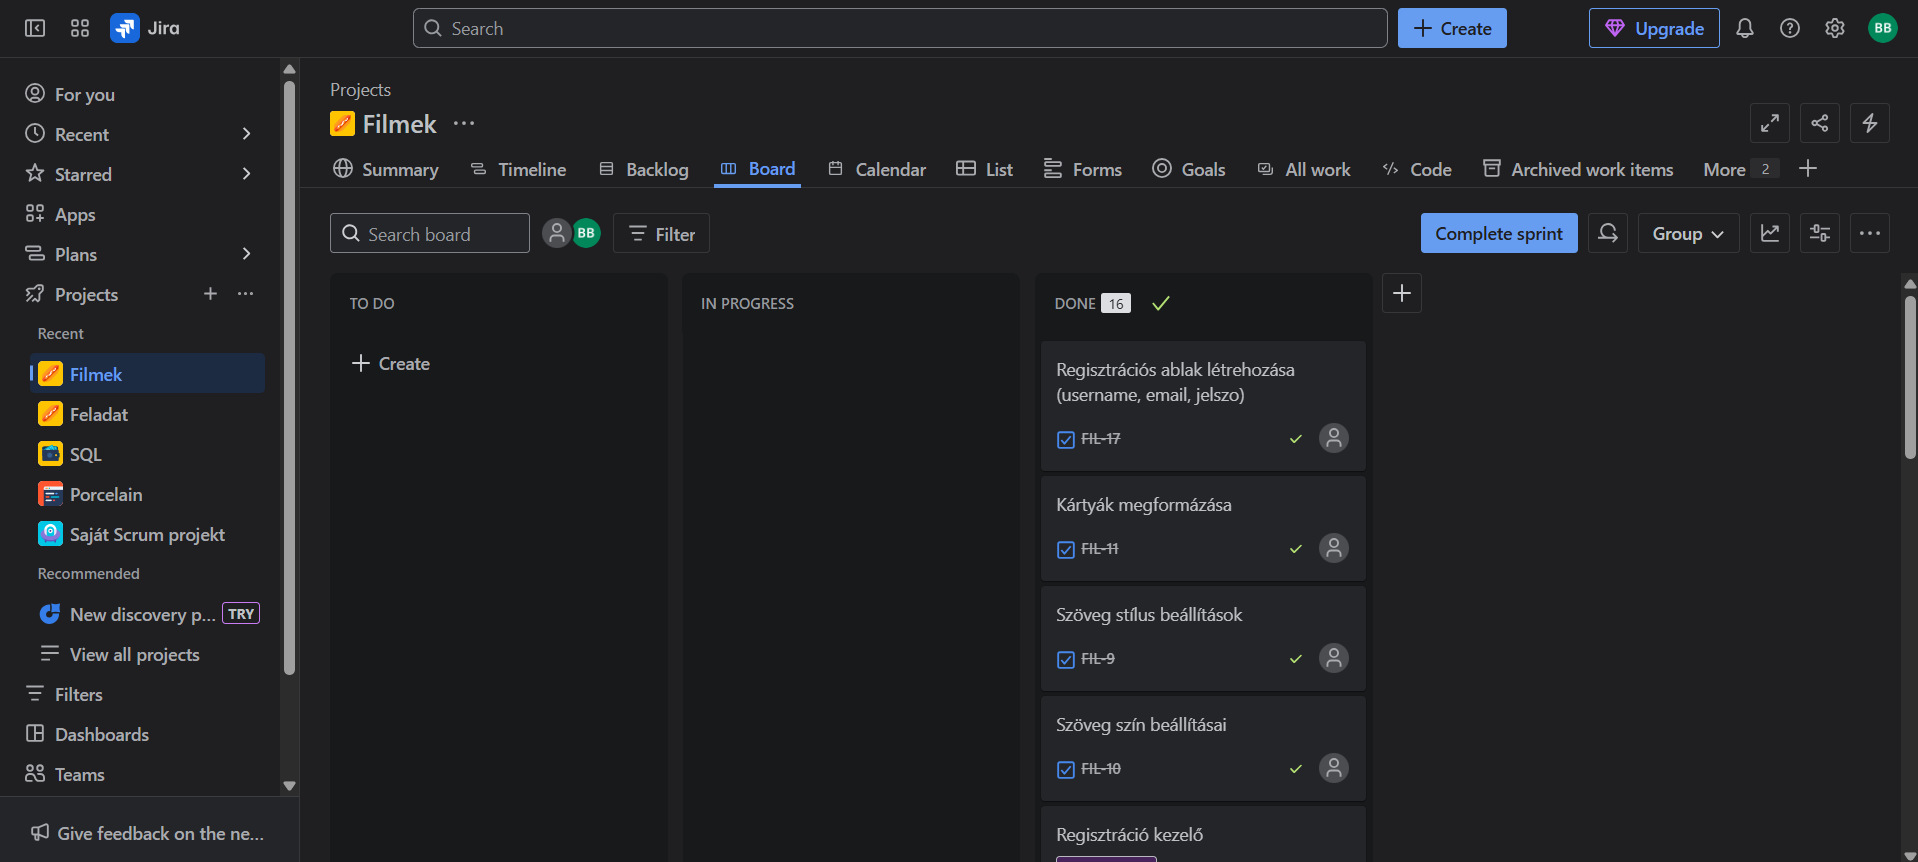 Jira
Search
Create
Upgrade
BB
For you
Recent
Starred
Apps
Plans
Projects
Recent
Filmek
Feladat
SQL
Porcelain
Saját Scrum projekt
Recommended
New discovery p... TRY
View all projects
Filters
Dashboards
Teams
Give feedback on the ne...
Projects
Filmek
Summary Timeline Backlog Board Calendar List Forms Goals All work Code Archived work items More 2
Search board
BB
Filter
Complete sprint
Group
TO DO
Create
IN PROGRESS
DONE 16
Regisztrációs ablak létrehozása
(username, email, jelszo)
FIL-17
Kártyák megformázása
FIL-11
Szöveg stílus beállítások
FIL-9
Szöveg szín beállításai
FIL-10
Regisztráció kezelő